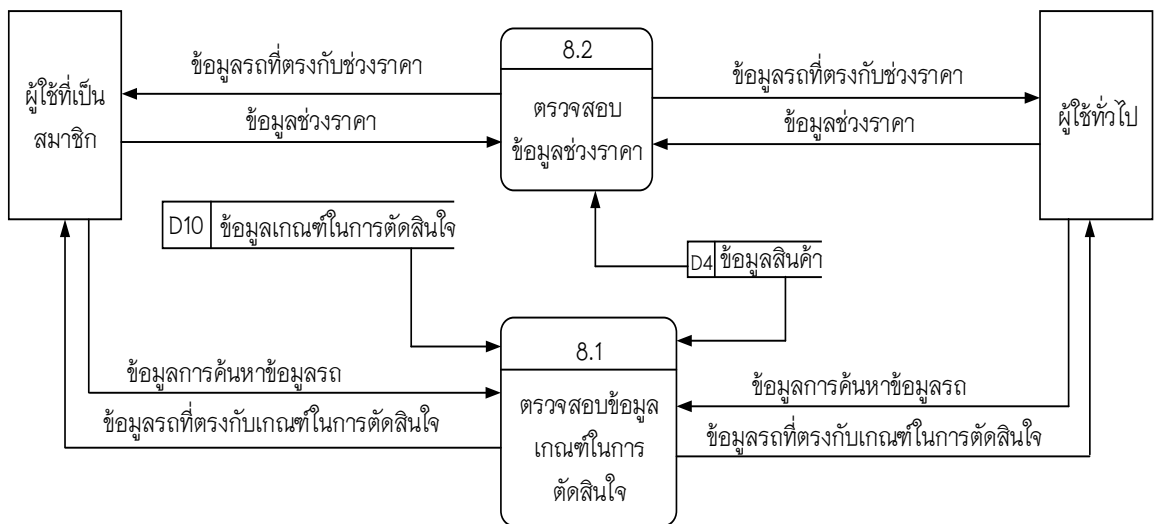 8.2
ข้อมูลรถที่ตรงกับช่วงราคา
ข้อมูลรถที่ตรงกับช่วงราคา
ผู้ใช้ที่เป็น
สมาชิก
ตรวจสอบ
ข้อมูลช่วงราคา
ผู้ใช้ทั่วไป
ข้อมูลช่วงราคา
ข้อมูลช่วงราคา
D10 ข้อมูลเกณฑ์ในการตัดสินใจ
D4 ข้อมูลสินค้า
8.1
ข้อมูลการค้นหาข้อมูลรถ
ข้อมูลการค้นหาข้อมูลรถ
ตรวจสอบข้อมูล
เกณฑ์ในการ
ตัดสินใจ
ข้อมูลรถที่ตรงกับเกณฑ์ในการตัดสินใจ
ข้อมูลรถที่ตรงกับเกณฑ์ในการตัดสินใจ